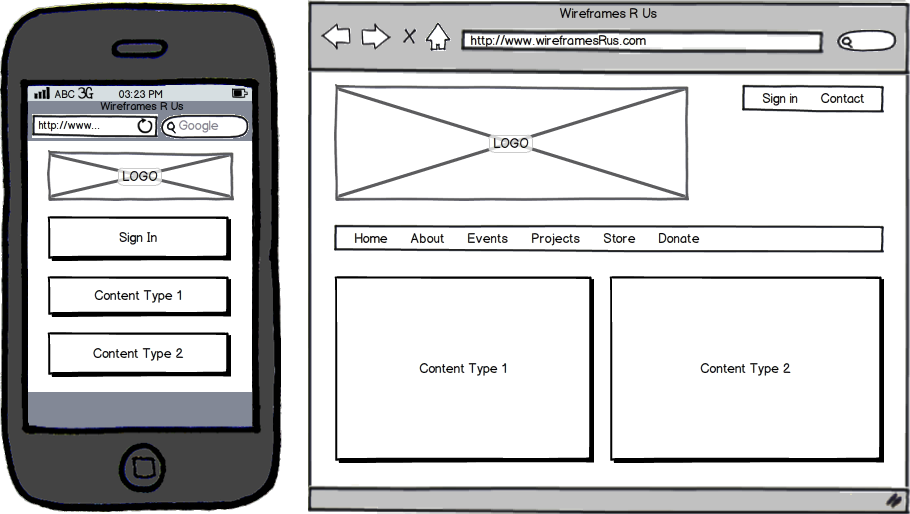 ABC 3G 03:23 PM
Wireframes R Us
http://www...
Google
LOGO
Sign In
Content Type 1
Content Type 2
Wireframes R Us
http://www.wireframesRus.com
Sign in Contact
LOGO
Home About Events Projects Store Donate
Content Type 1
Content Type 2